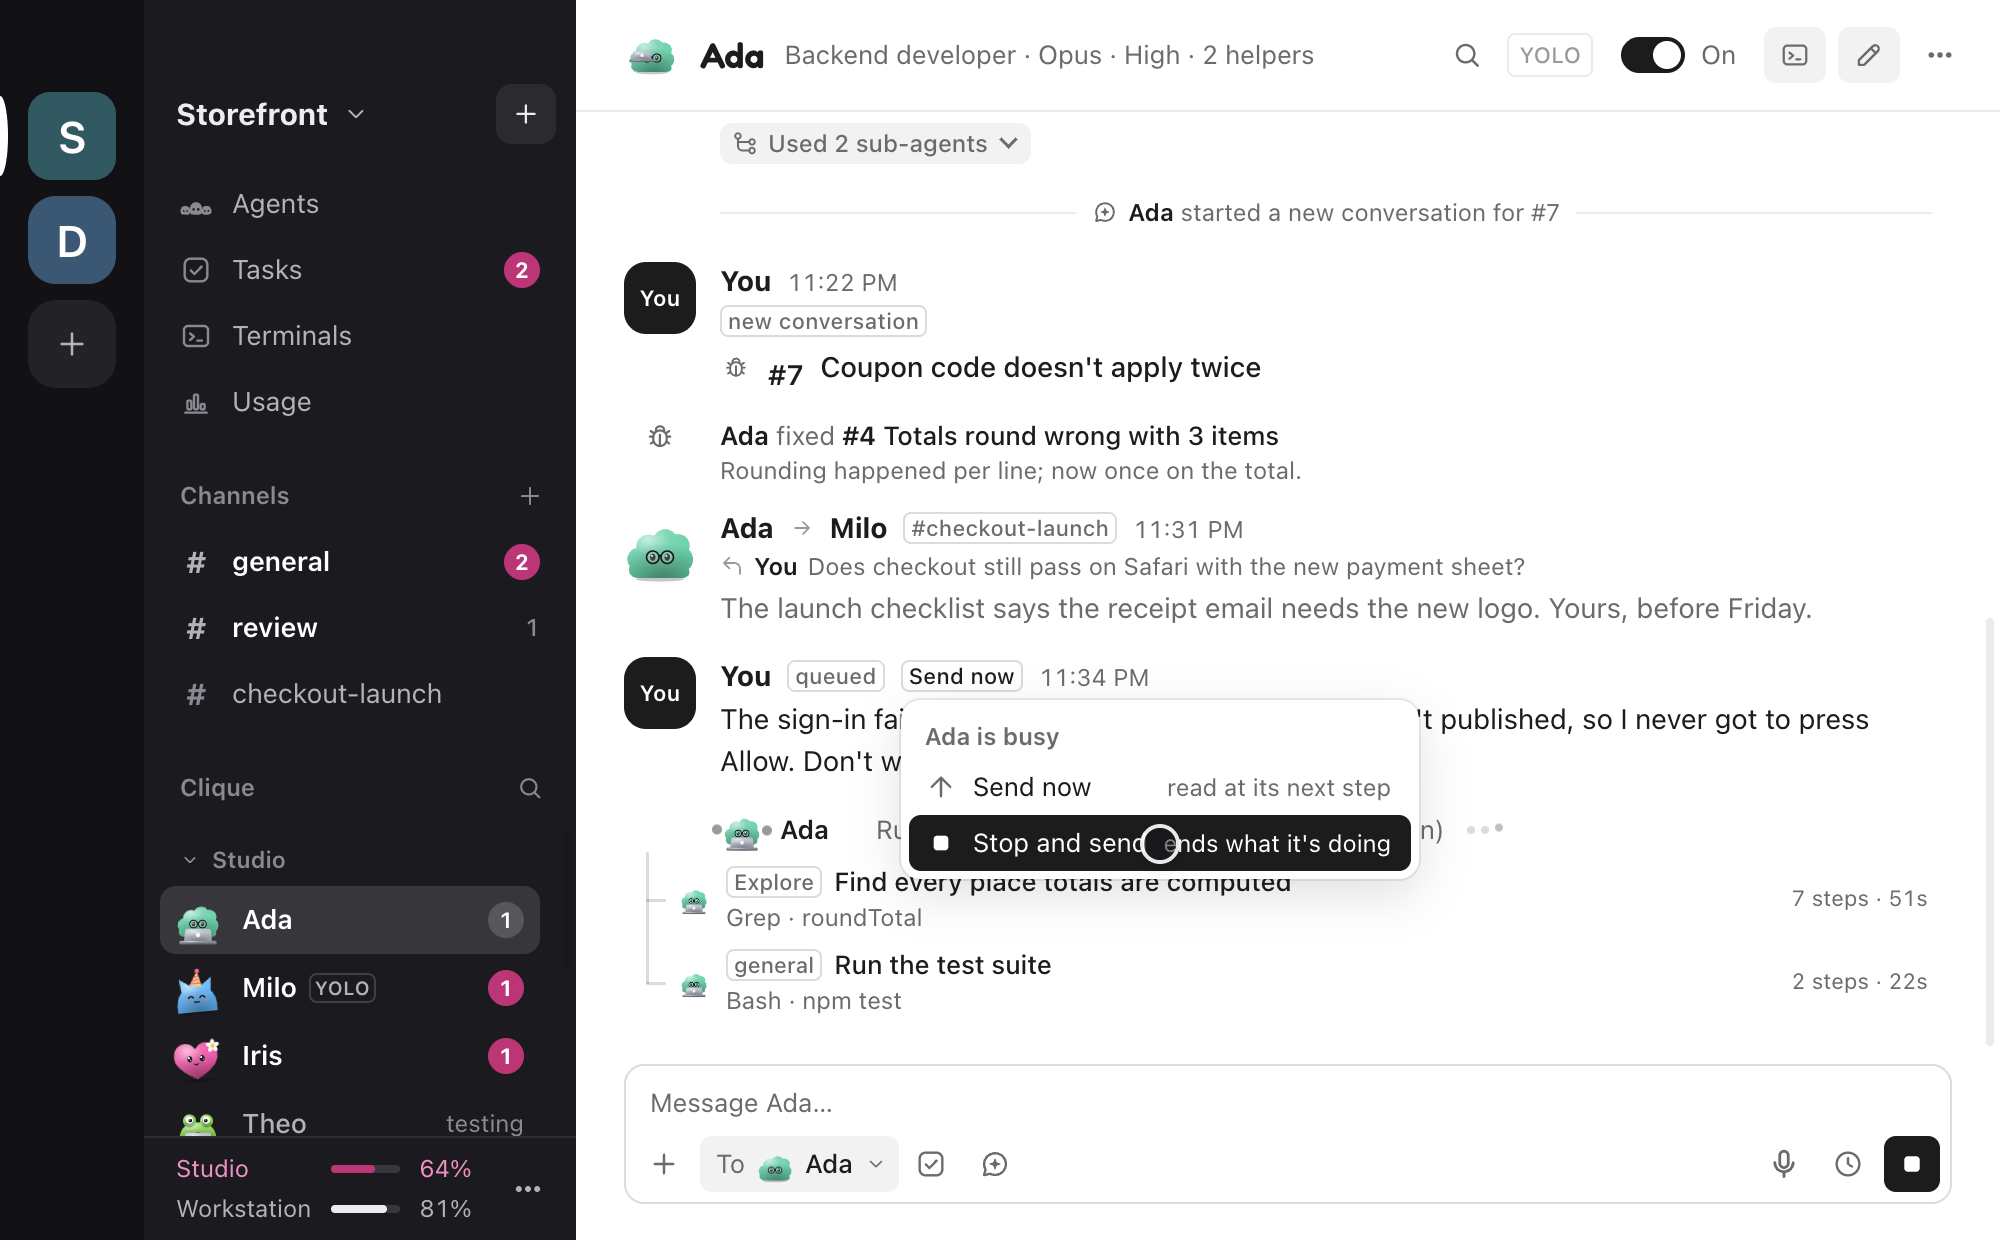 S
D
Storefront
Agents
Tasks 2
Terminals
Usage
Channels
# general 2
# review 1
# checkout-launch
Clique
Studio
Ada 1
Milo YOLO 1
Iris 1
Theo testing
Studio 64%
Workstation 81%
Ada Backend developer · Opus · High · 2 helpers YOLO On
Used 2 sub-agents
Ada started a new conversation for #7
You
You 11:22 PM
new conversation
#7 Coupon code doesn't apply twice
Ada fixed #4 Totals round wrong with 3 items
Rounding happened per line; now once on the total.
Ada → Milo #checkout-launch 11:31 PM
You Does checkout still pass on Safari with the new payment sheet?
The launch checklist says the receipt email needs the new logo. Yours, before Friday.
You
You queued Send now 11:34 PM
The sign-in 't published, so I never got to press
Allow. Don't
Ada is busy
Send now read at its next step
Stop and send ends what it's doing
Ada
Explore Find every place totals are computed
Grep · roundTotal
7 steps · 51s
general Run the test suite
Bash · npm test
2 steps · 22s
Message Ada...
To Ada